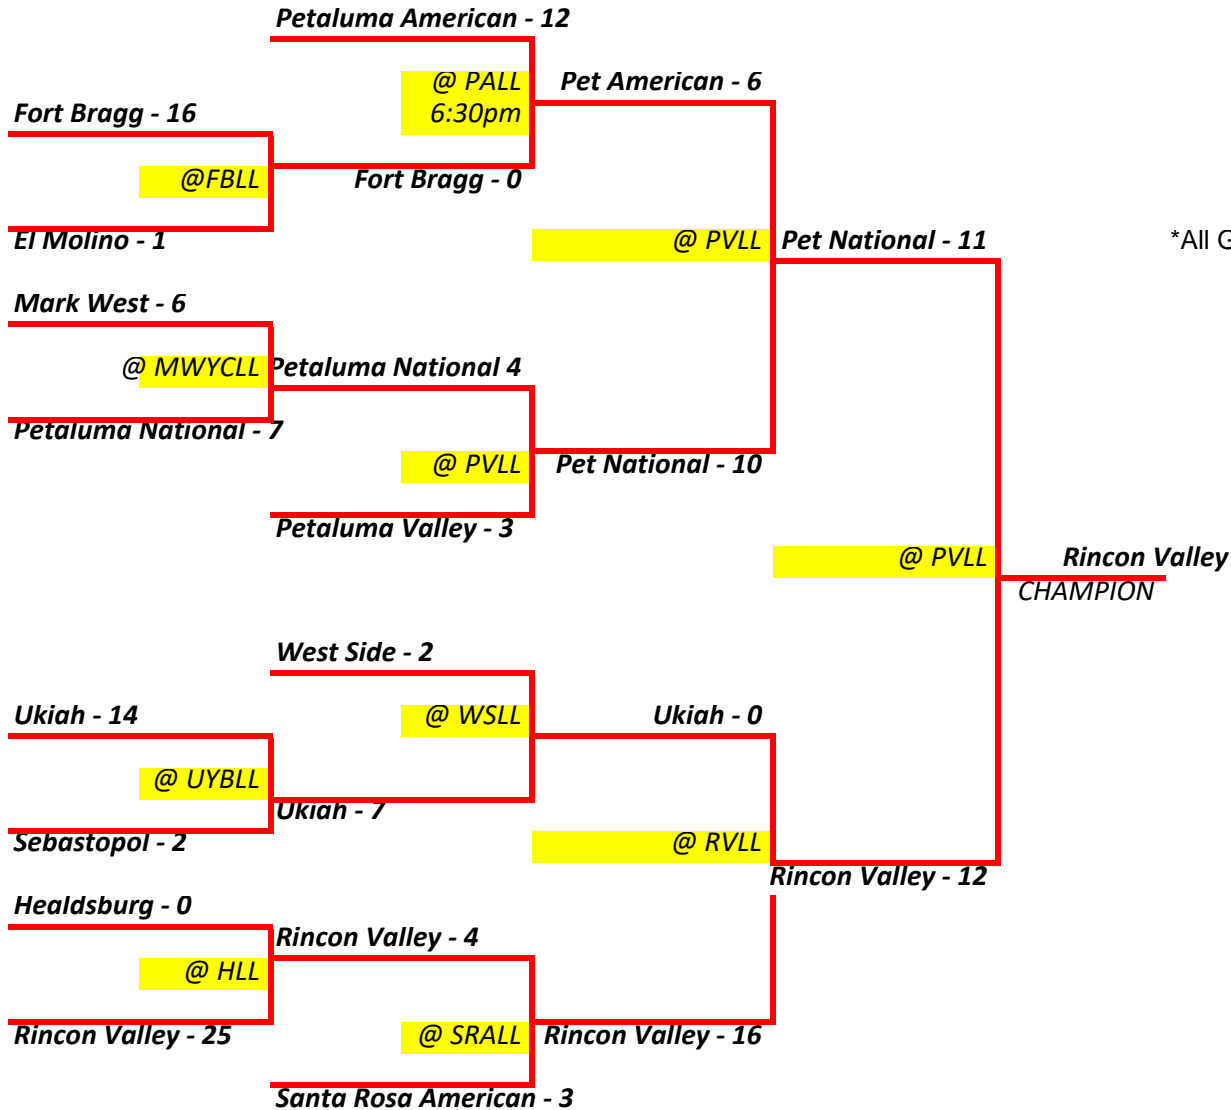 Petaluma American - 12
@ PALL
6:30pm
Pet American - 6
Fort Bragg - 16
@FBLL
Fort Bragg - 0
El Molino - 1
@ PVLL
Pet National - 11
*All G
Mark West - 6
@ MWYCLL
Petaluma National 4
Petaluma National - 7
@ PVLL
Pet National - 10
Petaluma Valley - 3
@ PVLL
Rincon Valley
CHAMPION
West Side - 2
Ukiah - 14
@ WSLL
Ukiah - 0
@ UYBLL
Ukiah - 7
Sebastopol - 2
@ RVLL
Rincon Valley - 12
Healdsburg - 0
Rincon Valley - 4
@ HLL
Rincon Valley - 25
@ SRALL
Rincon Valley - 16
Santa Rosa American - 3